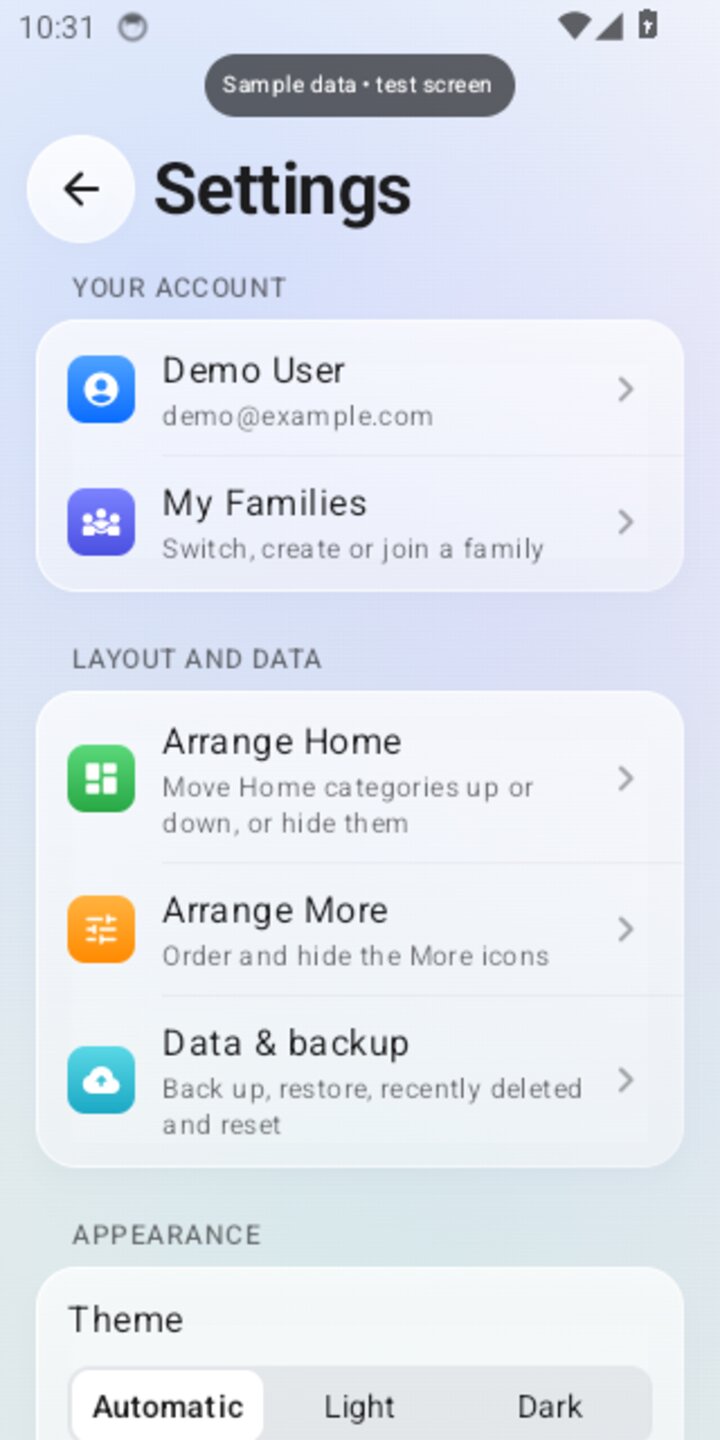 10:31
Sample data • test screen
Settings
YOUR ACCOUNT
Demo User
demo@example.com
My Families
Switch, create or join a family
LAYOUT AND DATA
Arrange Home
Move Home categories up or
down, or hide them
Arrange More
Order and hide the More icons
Data & backup
Back up, restore, recently deleted
and reset
APPEARANCE
Theme
Automatic Light Dark